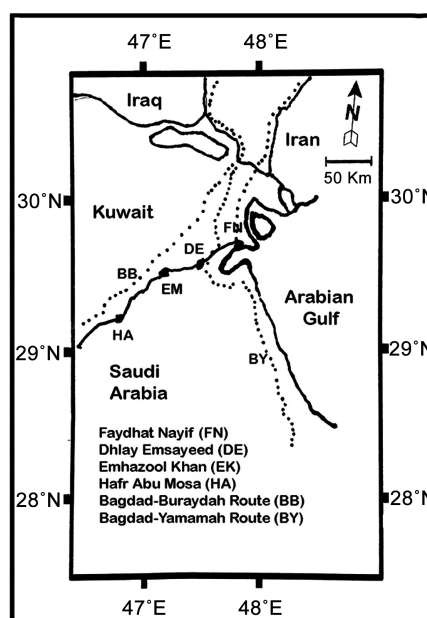 47°E 48°E
Iraq
N
Iran
50 Km
30°N 30°N
Kuwait
FN
DE
BB
EM
Arabian
Gulf
HA
29°N 29°N
BY
Saudi
Arabia
Faydhat Nayif (FN)
Dhlay Emsayeed (DE)
Emhazool Khan (EK)
Hafr Abu Mosa (HA)
Bagdad-Buraydah Route (BB)
Bagdad-Yamamah Route (BY)
28°N 28°N
47°E 48°E